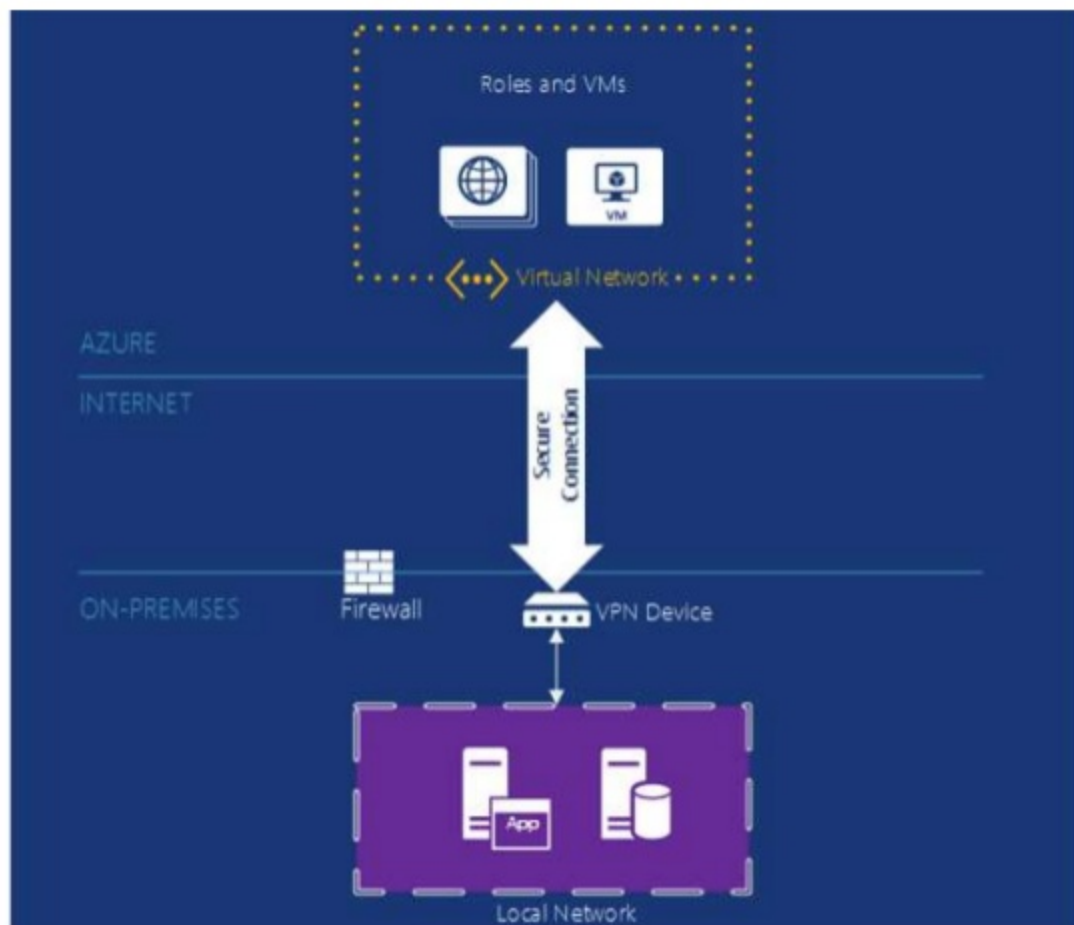 Roles and VMs
VM
Virtual Network
AZURE
INTERNET
Secure
Connection
ON-PREMISES
Firewall
VPN Device
App
Local Network